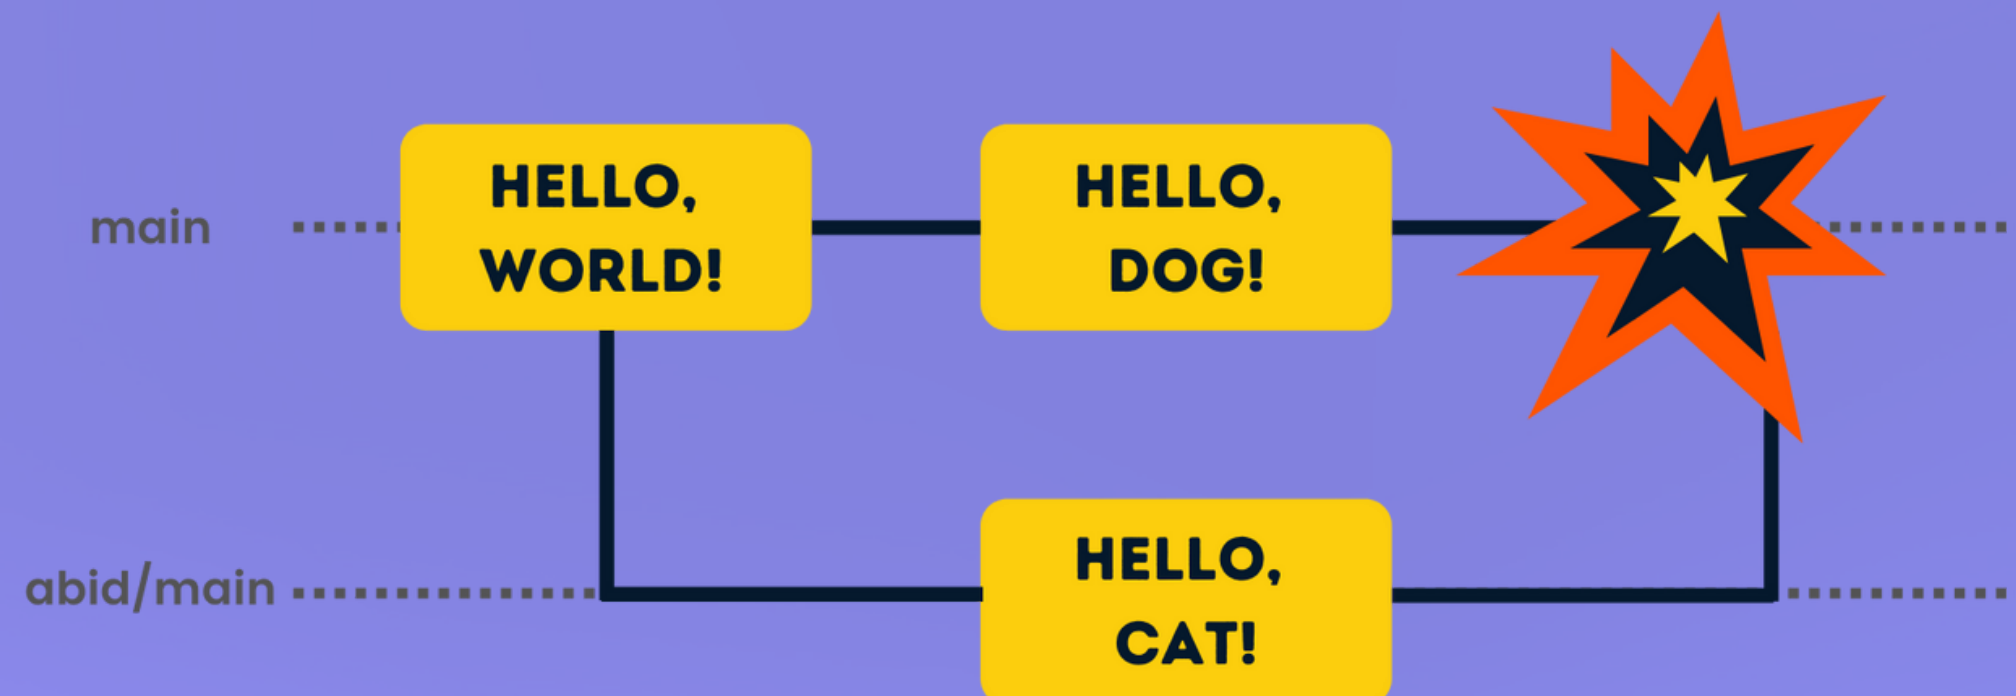 HELLO,
WORLD!
HELLO,
DOG!
main
abid/main
HELLO,
CAT!